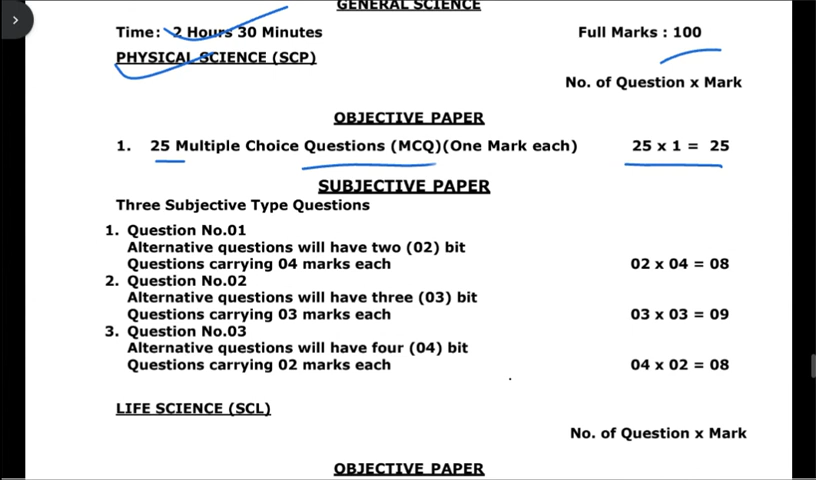 GENERAL SCIENCE
Time: 2 Hours 30 Minutes Full Marks : 100
PHYSICAL SCIENCE (SCP)
No. of Question x Mark
OBJECTIVE PAPER
1. 25 Multiple Choice Questions (MCQ)(One Mark each) 25 x 1 = 25
SUBJECTIVE PAPER
Three Subjective Type Questions
1. Question No.01
Alternative questions will have two (02) bit
Questions carrying 04 marks each 02 x 04 = 08
2. Question No.02
Alternative questions will have three (03) bit
Questions carrying 03 marks each 03 x 03 = 09
3. Question No.03
Alternative questions will have four (04) bit
Questions carrying 02 marks each 04 x 02 = 08
LIFE SCIENCE (SCL)
No. of Question x Mark
OBJECTIVE PAPER